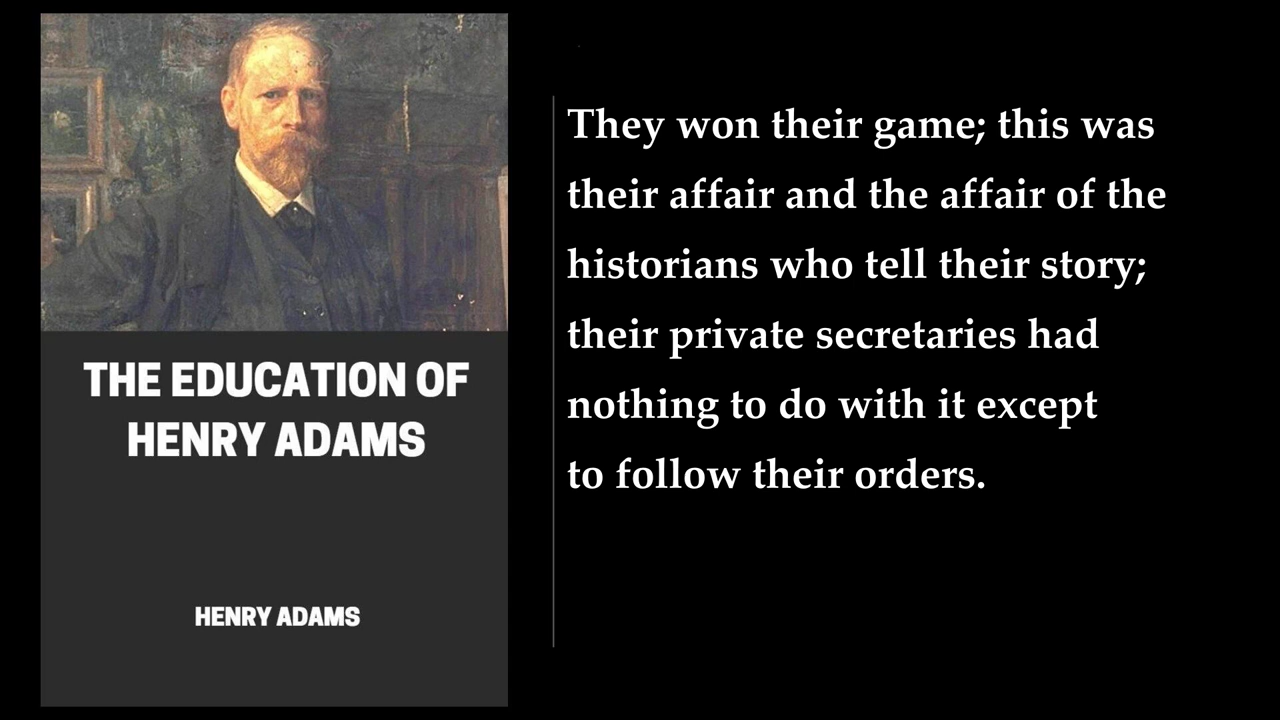 THE EDUCATION OF
HENRY ADAMS
HENRY ADAMS
They won their game; this was
their affair and the affair of the
historians who tell their story;
their private secretaries had
nothing to do with it except
to follow their orders.